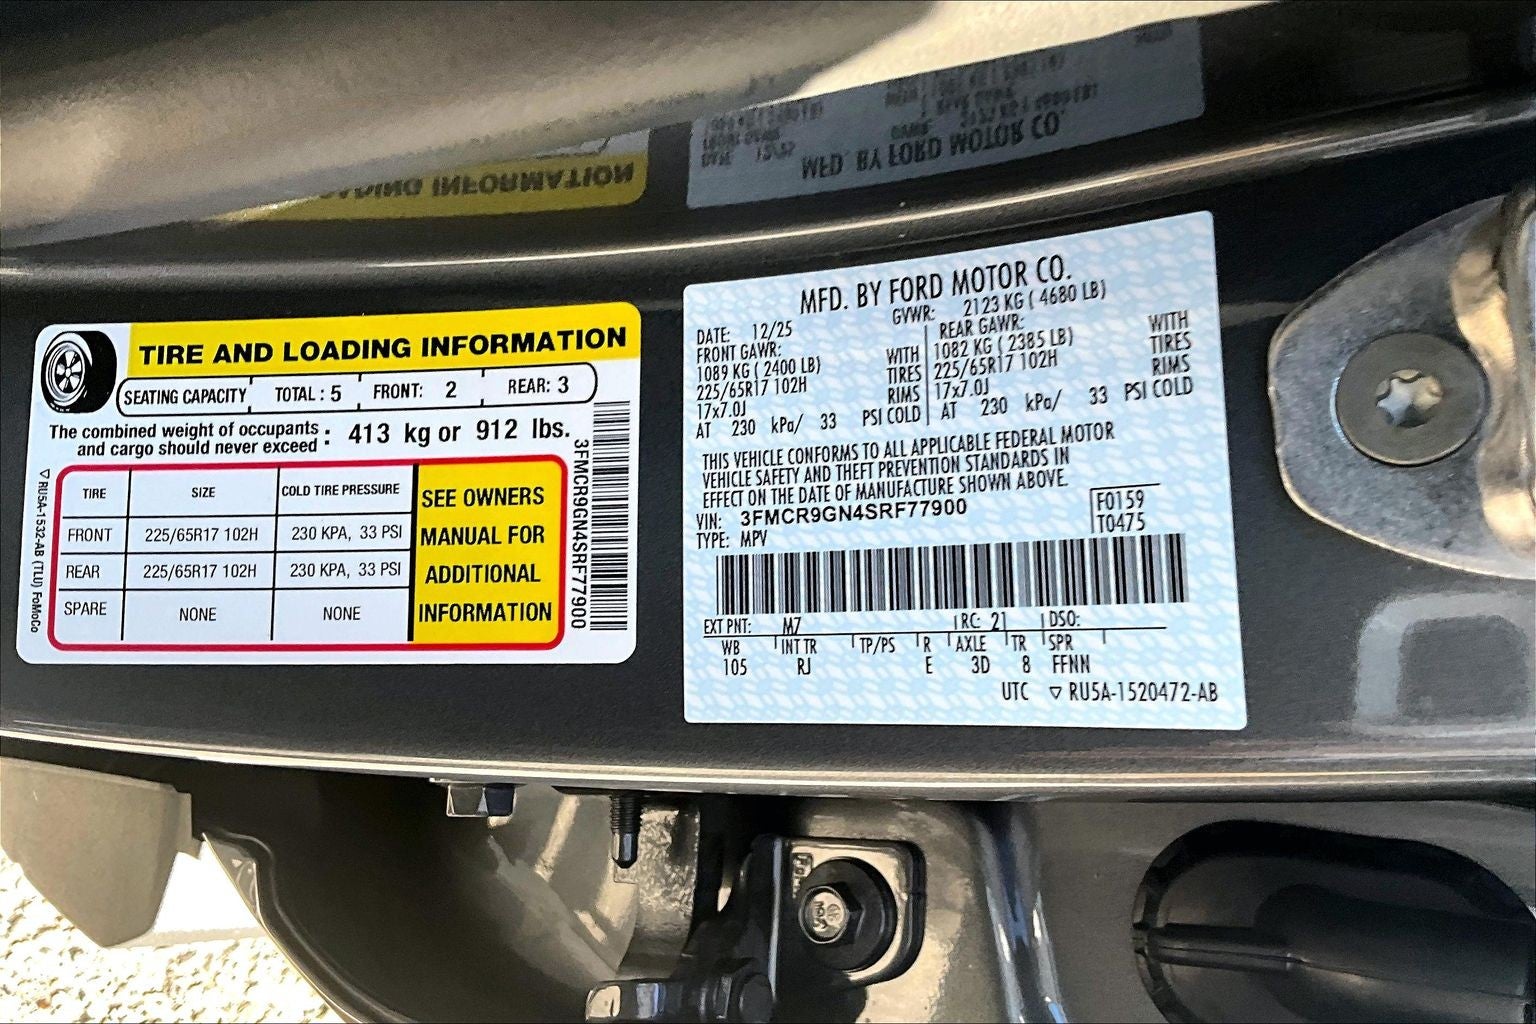 TIRE AND LOADING INFORMATION
SEATING CAPACITY TOTAL : 5 FRONT: 2 REAR: 3
The combined weight of occupants
and cargo should never exceed : 413 kg or 912 lbs.
TIRE SIZE COLD TIRE PRESSURE
FRONT 225/65R17 102H 230 KPA, 33 PSI
REAR 225/65R17 102H 230 KPA, 33 PSI
SPARE NONE NONE
SEE OWNERS
MANUAL FOR
ADDITIONAL
INFORMATION
3FMCR9GN4SRF77900
▽ RU5A-1532-AB (TLU) FoMoCo
MFD. BY FORD MOTOR CO.
DATE: 12/25 GVWR: 2123 KG ( 4680 LB)
FRONT GAWR: REAR GAWR:
1089 KG ( 2400 LB) WITH 1082 KG ( 2385 LB) WITH
225/65R17 102H TIRES 225/65R17 102H TIRES
17x7.0J RIMS 17x7.0J RIMS
AT 230 kPa/ 33 PSI COLD AT 230 kPa/ 33 PSI COLD
THIS VEHICLE CONFORMS TO ALL APPLICABLE FEDERAL MOTOR
VEHICLE SAFETY AND THEFT PREVENTION STANDARDS IN
EFFECT ON THE DATE OF MANUFACTURE SHOWN ABOVE.
VIN: 3FMCR9GN4SRF77900 F0159
TYPE: MPV T0475
EXT PNT: M7 RC: 21 DSO:
WB INT TR TP/PS R AXLE TR SPR
105 RJ E 3D 8 FFNN
UTC ▽ RU5A-1520472-AB